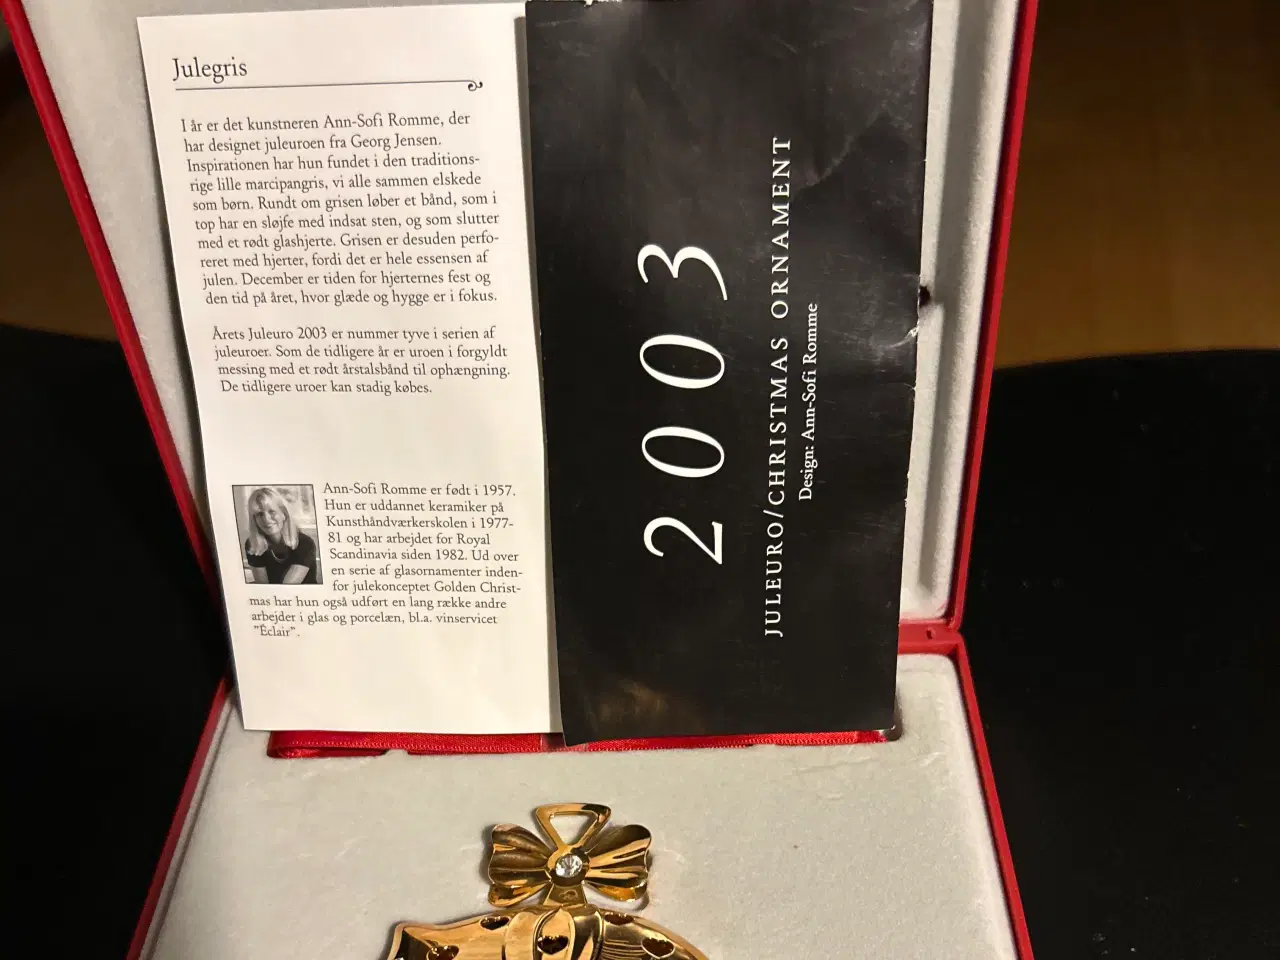 Julegris
I år er det kunstneren Ann-Sofi Romme, der
har designet juleuroen fra Georg Jensen.
Inspirationen har hun fundet i den traditions-
rige lille marcipangris, vi alle sammen elskede
som børn. Rundt om grisen løber et bånd, som i
top har en sløjfe med indsat sten, og som slutter
med et rødt glashjerte. Grisen er desuden perfo-
reret med hjerter, fordi det er hele essensen af
julen. December er tiden for hjerternes fest og
den tid på året, hvor glæde og hygge er i fokus.
Årets Juleuro 2003 er nummer tyve i serien af
juleuroer. Som de tidligere år er uroen i forgyldt
messing med et rødt årstalsbånd til ophængning.
De tidligere uroer kan stadig købes.
Ann-Sofi Romme er født i 1957.
Hun er uddannet keramiker på
Kunsthåndværkerskolen i 1977-
81 og har arbejdet for Royal
Scandinavia siden 1982. Ud over
en serie af glasornamenter inden-
for julekonceptet Golden Christ-
mas har hun også udført en lang række andre
arbejder i glas og porcelæn, bl.a. vinservicet
"Éclair".
2003
JULEURO/CHRISTMAS ORNAMENT
Design: Ann-Sofi Romme